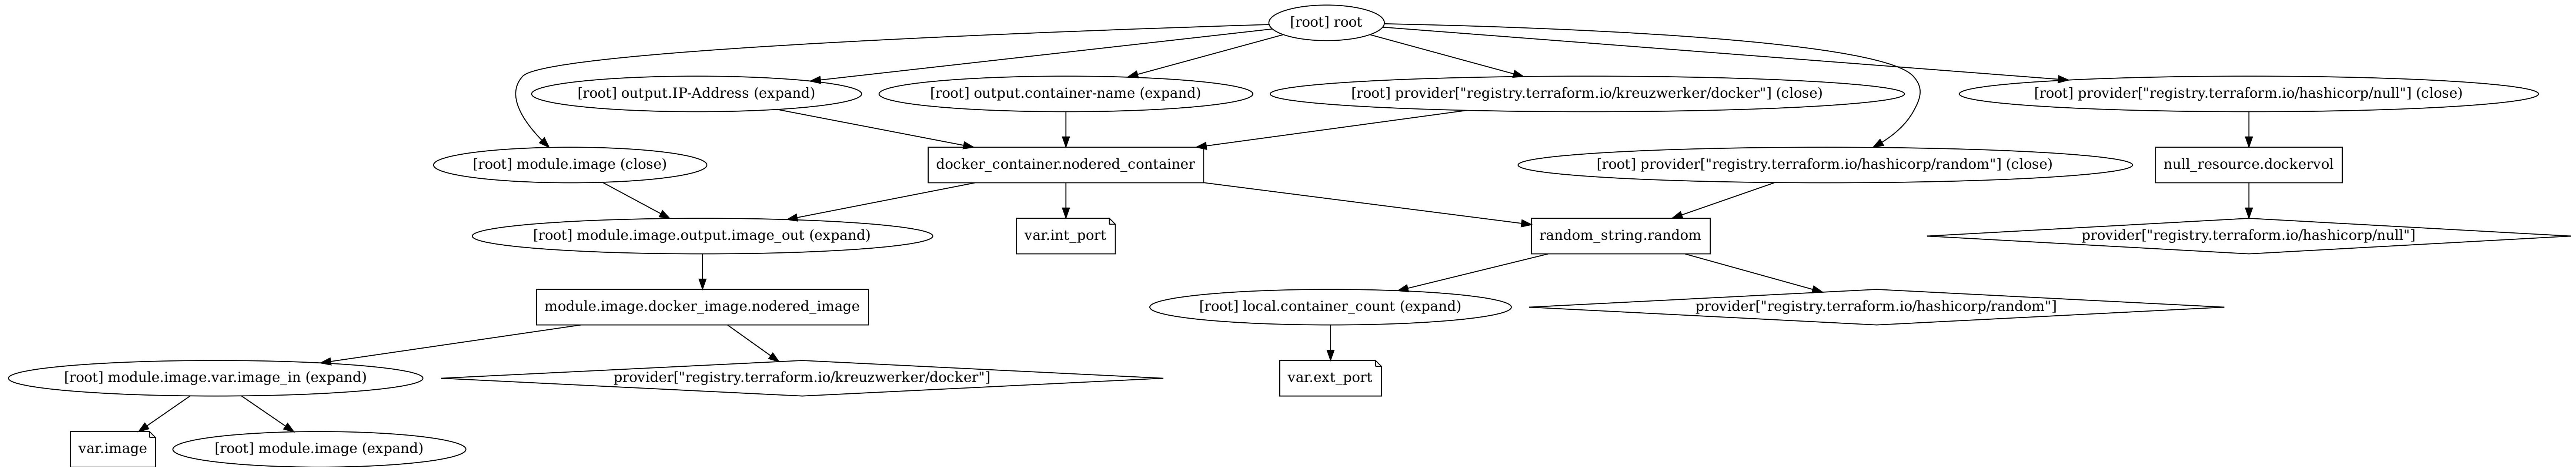 [root] root
[root] output.IP-Address (expand)
[root] output.container-name (expand)
[root] provider["registry.terraform.io/kreuzwerker/docker"] (close)
[root] provider["registry.terraform.io/hashicorp/null"] (close)
[root] module.image (close)
docker_container.nodered_container
[root] provider["registry.terraform.io/hashicorp/random"] (close)
null_resource.dockervol
[root] module.image.output.image_out (expand)
var.int_port
random_string.random
provider["registry.terraform.io/hashicorp/null"]
module.image.docker_image.nodered_image
[root] local.container_count (expand)
provider["registry.terraform.io/hashicorp/random"]
[root] module.image.var.image_in (expand)
provider["registry.terraform.io/kreuzwerker/docker"]
var.ext_port
var.image
[root] module.image (expand)